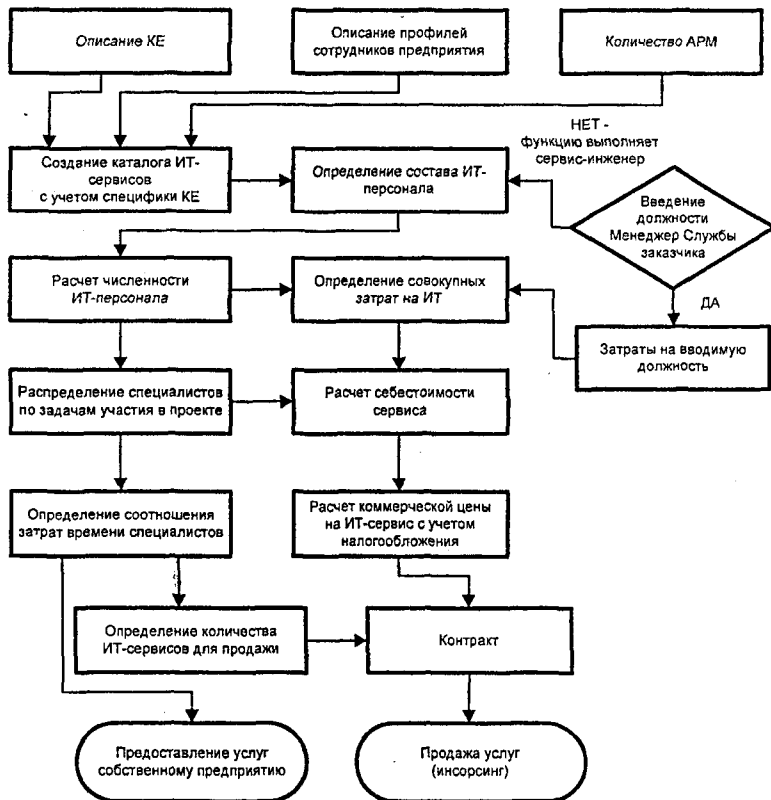 Описание КЕ
Описание профилей
сотрудников предприятия
Количество АРМ
НЕТ -
функцию выполняет
сервис-инженер
Создание каталога ИТ-
сервисов
с учетом специфики КЕ
Определение состава ИТ-
персонала
Введение
должности
Менеджер Службы
заказчика
Расчет численности
ИТ-персонала
Определение совокупных
затрат на ИТ
ДА
Затраты на вводимую
должность
Распределение специалистов
по задачам участия в проекте
Расчет себестоимости
сервиса
Определение соотношения
затрат времени специалистов
Расчет коммерческой цены
на ИТ-сервис с учетом
налогообложения
Определение количества
ИТ-сервисов для продажи
Контракт
Предоставление услуг
собственному предприятию
Продажа услуг
(инсорсинг)